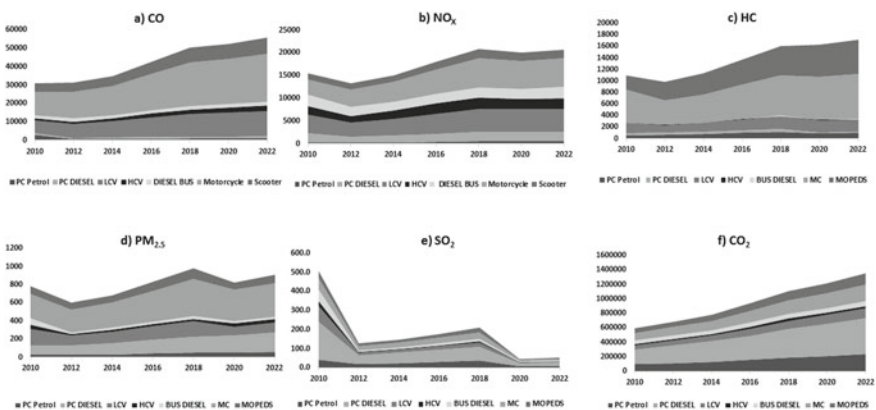 a) CO
60000
50000
40000
30000
20000
10000
0
2010 2012 2014 2016 2018 2020 2022
PC Petrol PC DIESEL LCV HCV DIESEL BUS Motorcycle Scooter
b) NOX
25000
20000
15000
10000
5000
0
2010 2012 2014 2016 2018 2020 2022
PC Petrol PC DIESEL LCV HCV DIESEL BUS Motorcycle Scooter
c) HC
20000
18000
16000
14000
12000
10000
8000
6000
4000
2000
0
2010 2012 2014 2016 2018 2020 2022
PC Petrol PC DIESEL LCV HCV BUS DIESEL MC MOPEDS
d) PM2.5
1200
1000
800
600
400
200
0
2010 2012 2014 2016 2018 2020 2022
PC Petrol PC DIESEL LCV HCV BUS DIESEL MC MOPEDS
e) SO2
600.0
500.0
400.0
300.0
200.0
100.0
0.0
2010 2012 2014 2016 2018 2020 2022
PC Petrol PC DIESEL LCV HCV BUS DIESEL MC MOPEDS
f) CO2
1600000
1400000
1200000
1000000
800000
600000
400000
200000
0
2010 2012 2014 2016 2018 2020 2022
PC Petrol PC DIESEL LCV HCV BUS DIESEL MC MOPEDS